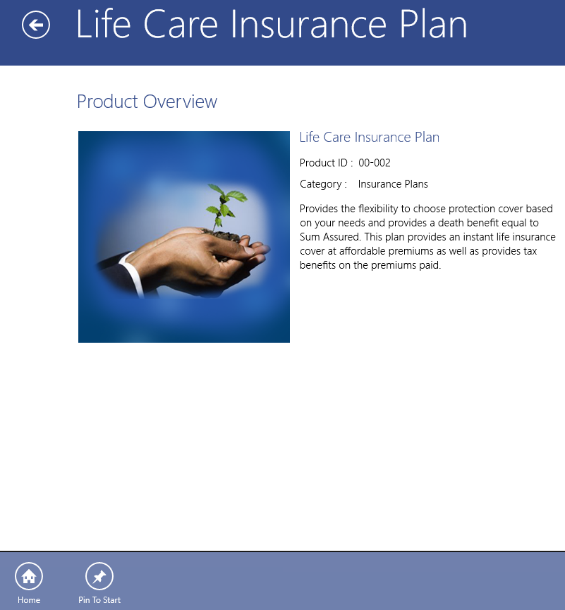 Life Care Insurance Plan
Product Overview
Life Care Insurance Plan
Product ID : 00-002
Category : Insurance Plans
Provides the flexibility to choose protection cover based
on your needs and provides a death benefit equal to
Sum Assured. This plan provides an instant life insurance
cover at affordable premiums as well as provides tax
benefits on the premiums paid.
Home
Pin To Start